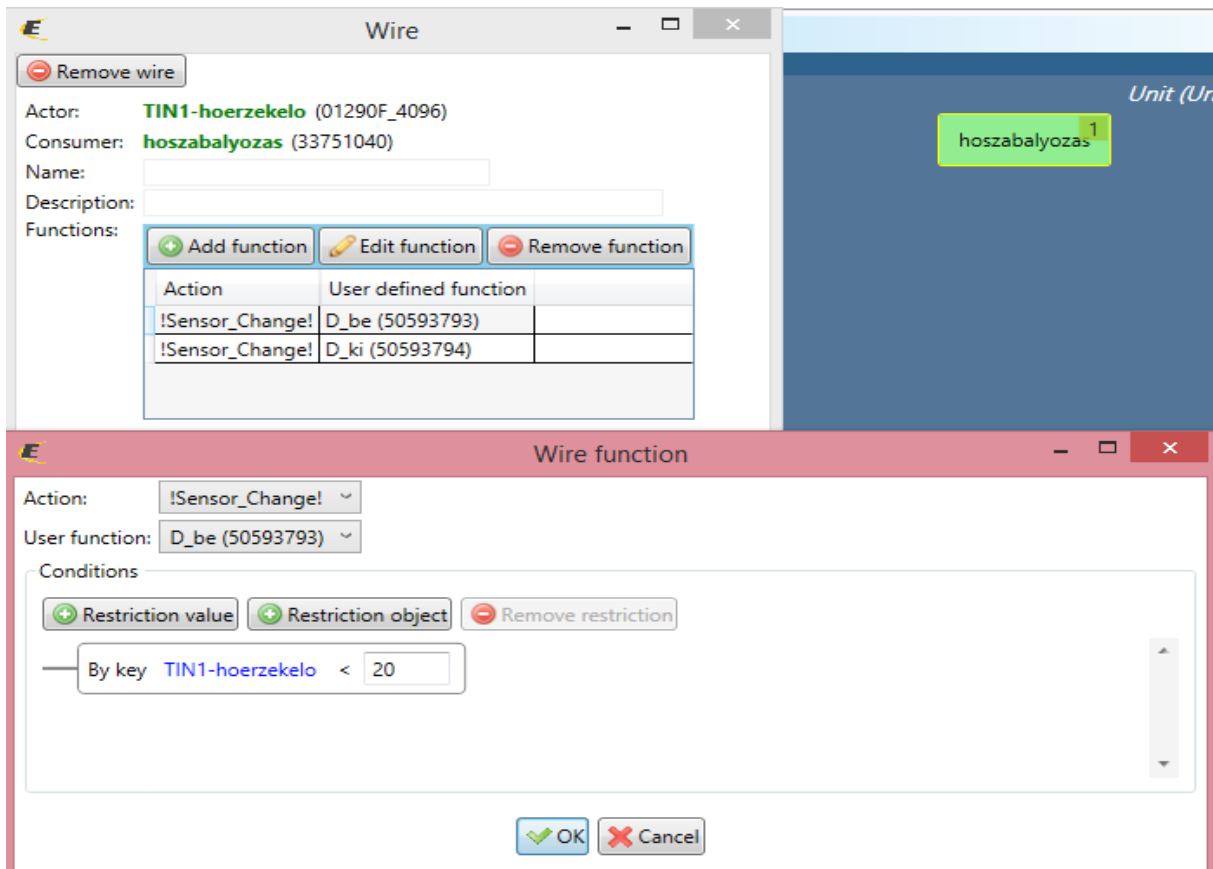 Wire
Remove wire
Unit (Un
Actor: TIN1-hoerzekelo (01290F_4096)
hoszabalyozas 1
Consumer: hoszabalyozas (33751040)
Name:
Description:
Functions:
Add function Edit function Remove function
Action User defined function
!Sensor_Change! D_be (50593793)
!Sensor_Change! D_ki (50593794)
Wire function
Action: !Sensor_Change!
User function: D_be (50593793)
Conditions
Restriction value Restriction object Remove restriction
By key TIN1-hoerzekelo < 20
OK Cancel